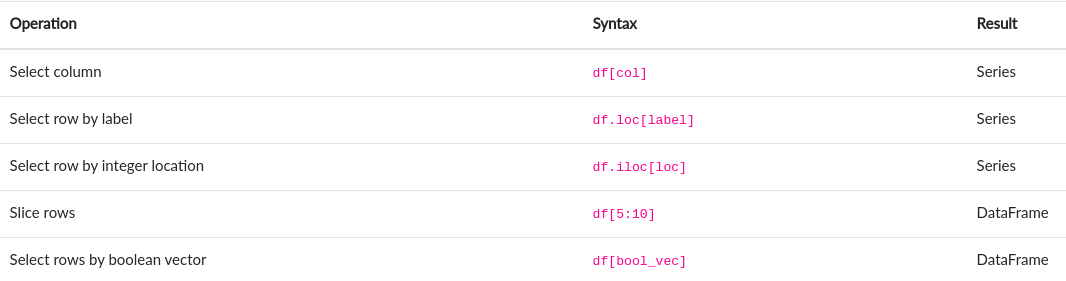 Operation Syntax Result
Select column df[col] Series
Select row by label df.loc[label] Series
Select row by integer location df.iloc[loc] Series
Slice rows df[5:10] DataFrame
Select rows by boolean vector df[bool_vec] DataFrame